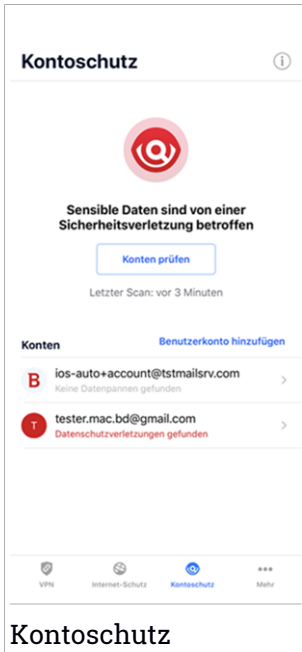 Kontoschutz
Sensible Daten sind von einer
Sicherheitsverletzung betroffen
Konten prüfen
Letzter Scan: vor 3 Minuten
Konten
Benutzerkonto hinzufügen
B
ios-auto+account@tstmailsrv.com
Keine Datenpannen gefunden
T
tester.mac.bd@gmail.com
Datenschutzverletzungen gefunden
VPN
Internet-Schutz
Kontoschutz
Mehr
Kontoschutz